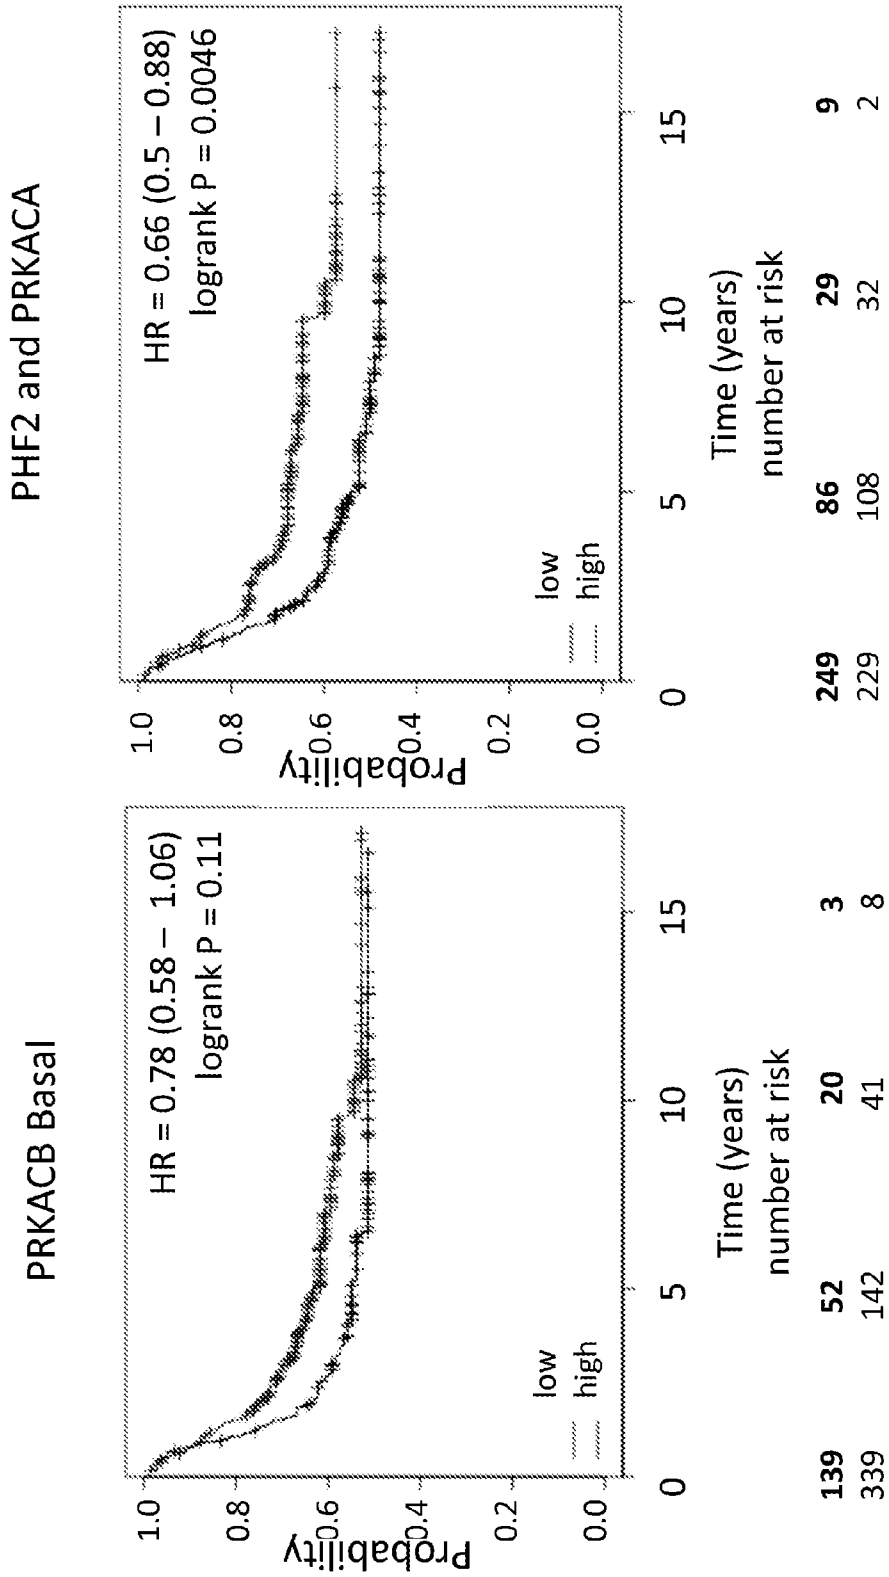 PRKACB Basal
HR = 0.78 (0.58 – 1.06)
logrank P = 0.11
Probability
1.0
0.8
0.6
0.4
0.2
0.0
low
high
0 5 10 15
Time (years)
number at risk
139 52 20 3
339 142 41 8
PHF2 and PRKACA
HR = 0.66 (0.5 – 0.88)
logrank P = 0.0046
Probability
1.0
0.8
0.6
0.4
0.2
0.0
low
high
0 5 10 15
Time (years)
number at risk
249 86 29 9
229 108 32 2